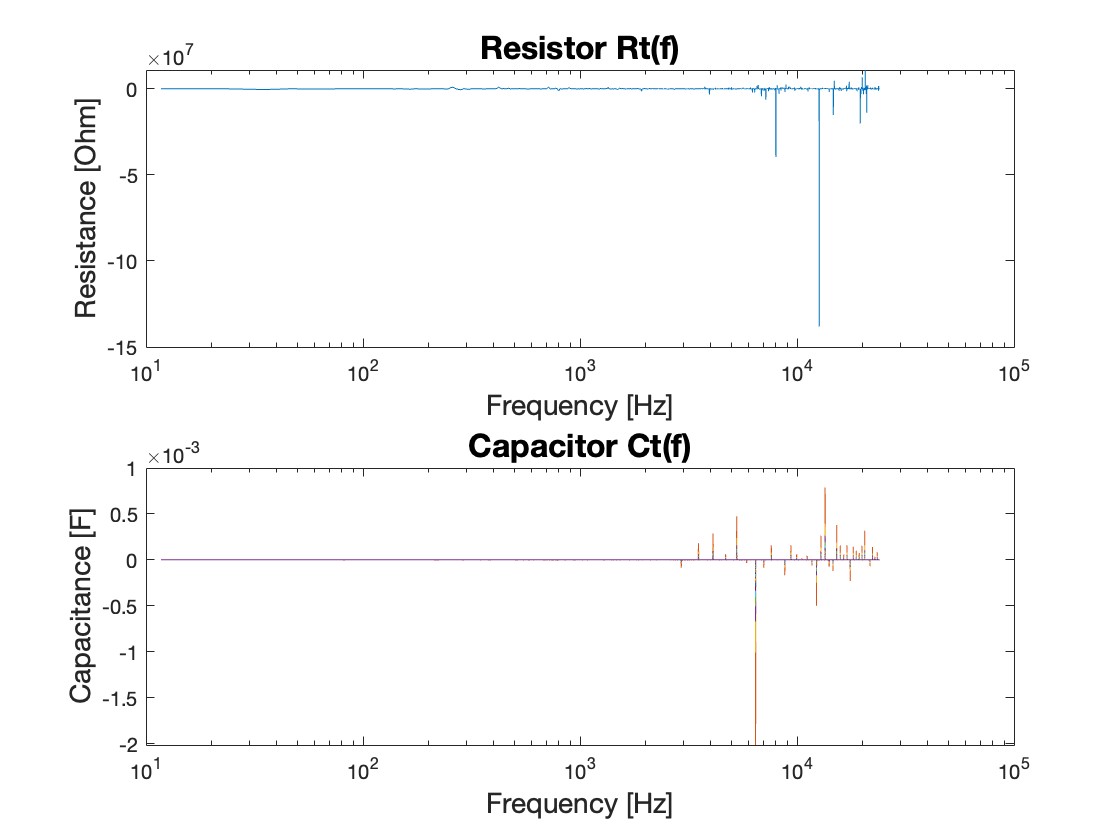 Resistor Rt(f)
×10^7
0
-5
-10
-15
10^1 10^2 10^3 10^4 10^5
Resistance [Ohm]
Frequency [Hz]
Capacitor Ct(f)
×10^-3
1
0.5
0
-0.5
-1
-1.5
-2
10^1 10^2 10^3 10^4 10^5
Capacitance [F]
Frequency [Hz]